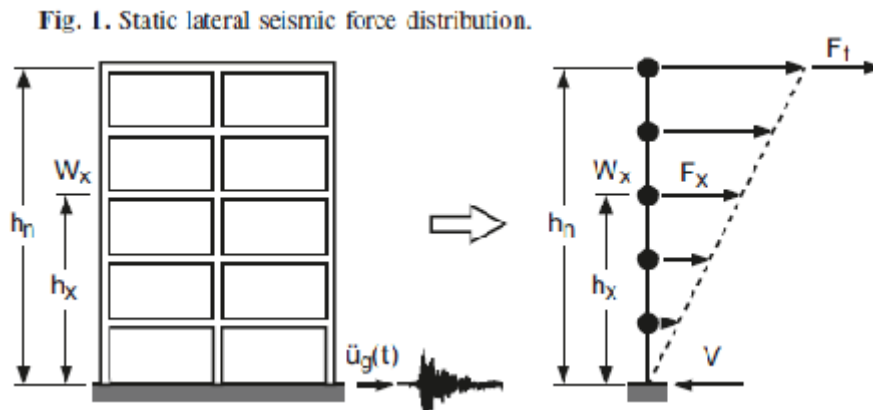 Fig. 1. Static lateral seismic force distribution.
Ft
Wx
Wx
Fx
hn
hn
hx
hx
üg(t)
V